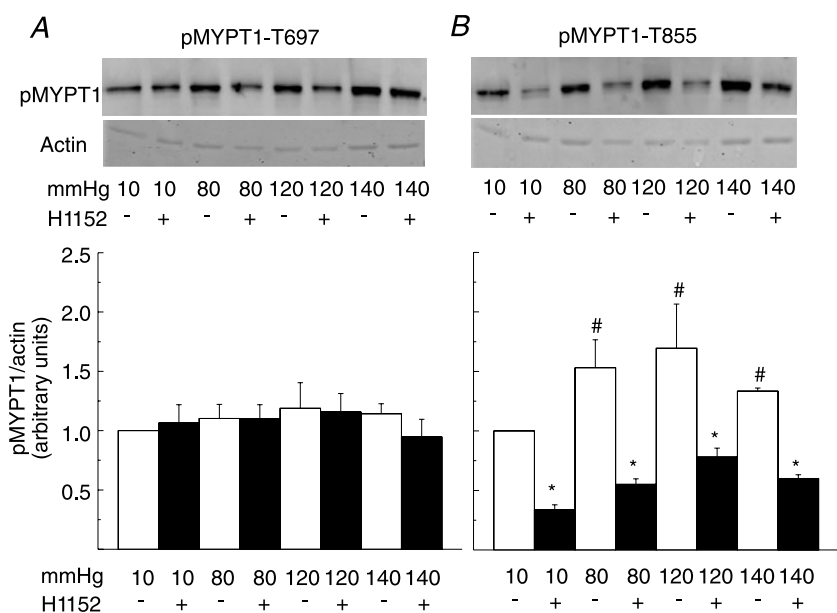 A B
pMYPT1-T697 pMYPT1-T855
pMYPT1
Actin
mmHg 10 10 80 80 120 120 140 140 10 10 80 80 120 120 140 140
H1152 - + - + - + - + - + - + - + - +
pMYPT1/actin
(arbitrary units)
2.5
2.0
1.5
1.0
0.5
# # #
* * * *
mmHg 10 10 80 80 120 120 140 140 10 10 80 80 120 120 140 140
H1152 - + - + - + - + - + - + - + - +